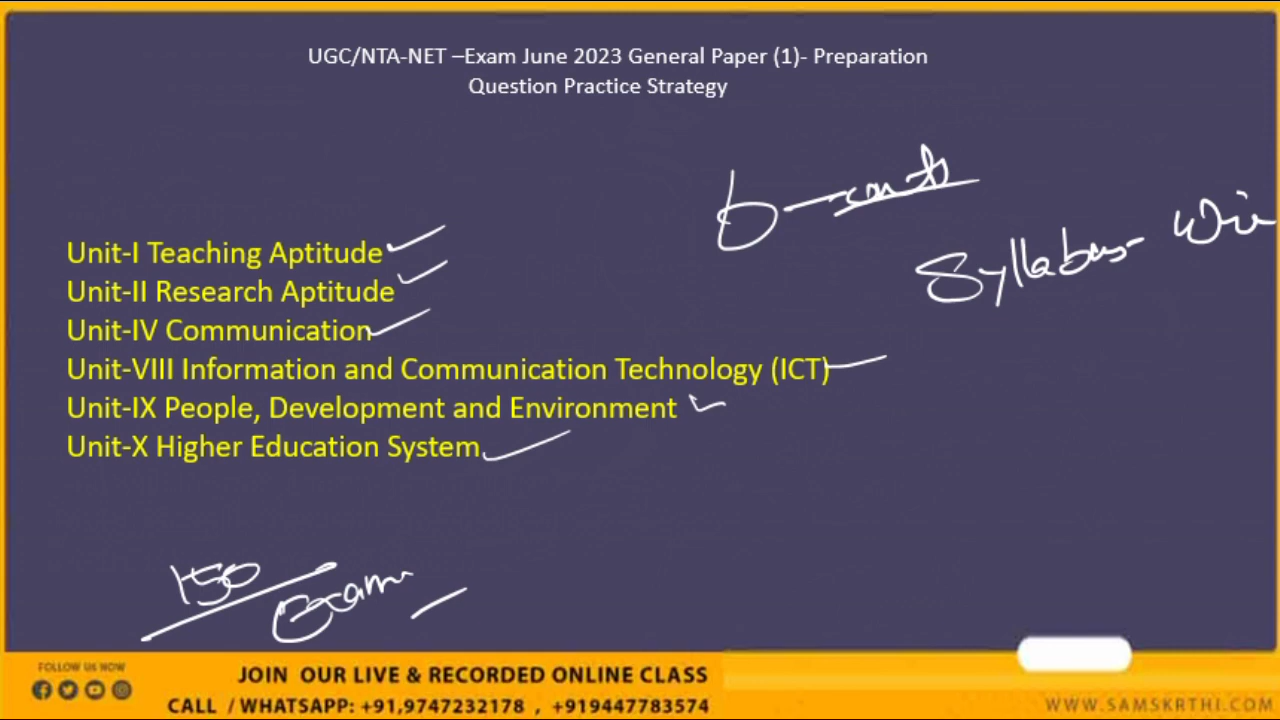 UGC/NTA-NET –Exam June 2023 General Paper (1)- Preparation
Question Practice Strategy
6
Syllabus-
Unit-I Teaching Aptitude
Unit-II Research Aptitude
Unit-IV Communication
Unit-VIII Information and Communication Technology (ICT)
Unit-IX People, Development and Environment
Unit-X Higher Education System
150
Exam
FOLLOW US NOW
JOIN OUR LIVE & RECORDED ONLINE CLASS
CALL / WHATSAPP: +91,9747232178 , +919447783574
WWW.SAMSKRTHI.COM